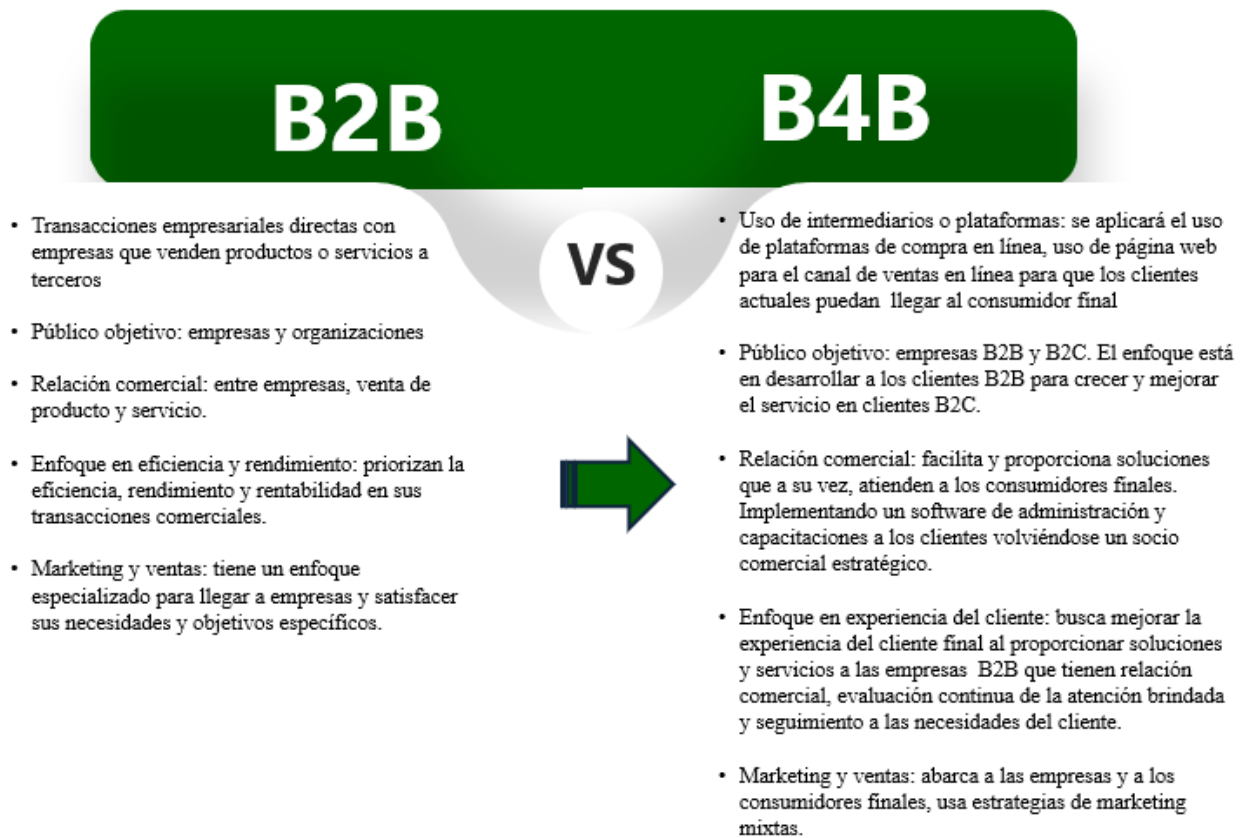 B2B
B4B
VS
• Transacciones empresariales directas con
empresas que venden productos o servicios a
terceros
• Público objetivo: empresas y organizaciones
• Relación comercial: entre empresas, venta de
producto y servicio.
• Enfoque en eficiencia y rendimiento: priorizan la
eficiencia, rendimiento y rentabilidad en sus
transacciones comerciales.
• Marketing y ventas: tiene un enfoque
especializado para llegar a empresas y satisfacer
sus necesidades y objetivos específicos.
• Uso de intermediarios o plataformas: se aplicará el uso
de plataformas de compra en línea, uso de página web
para el canal de ventas en línea para que los clientes
actuales puedan llegar al consumidor final
• Público objetivo: empresas B2B y B2C. El enfoque está
en desarrollar a los clientes B2B para crecer y mejorar
el servicio en clientes B2C.
• Relación comercial: facilita y proporciona soluciones
que a su vez, atienden a los consumidores finales.
Implementando un software de administración y
capacitaciones a los clientes volviéndose un socio
comercial estratégico.
• Enfoque en experiencia del cliente: busca mejorar la
experiencia del cliente final al proporcionar soluciones
y servicios a las empresas B2B que tienen relación
comercial, evaluación continua de la atención brindada
y seguimiento a las necesidades del cliente.
• Marketing y ventas: abarca a las empresas y a los
consumidores finales, usa estrategias de marketing
mixtas.